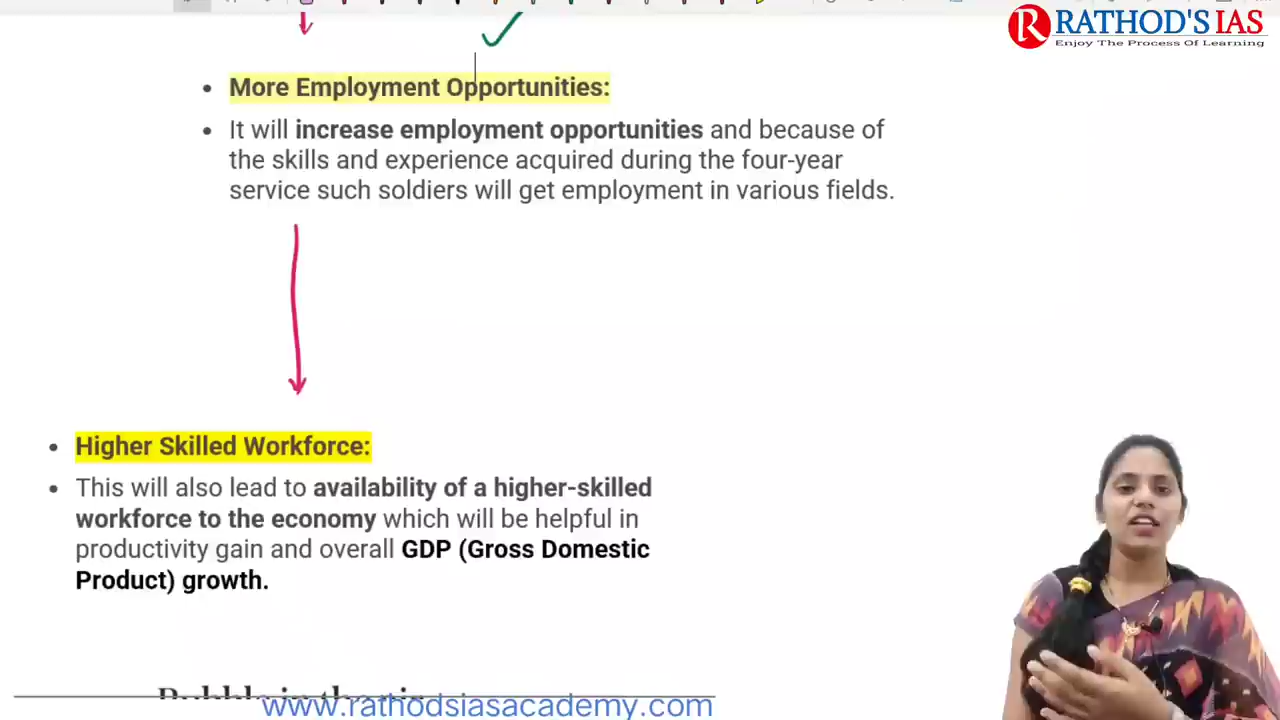 RATHOD'S IAS
Enjoy The Process Of Learning
• More Employment Opportunities:
• It will increase employment opportunities and because of
the skills and experience acquired during the four-year
service such soldiers will get employment in various fields.
• Higher Skilled Workforce:
• This will also lead to availability of a higher-skilled
workforce to the economy which will be helpful in
productivity gain and overall GDP (Gross Domestic
Product) growth.
www.rathodsiasacademy.com